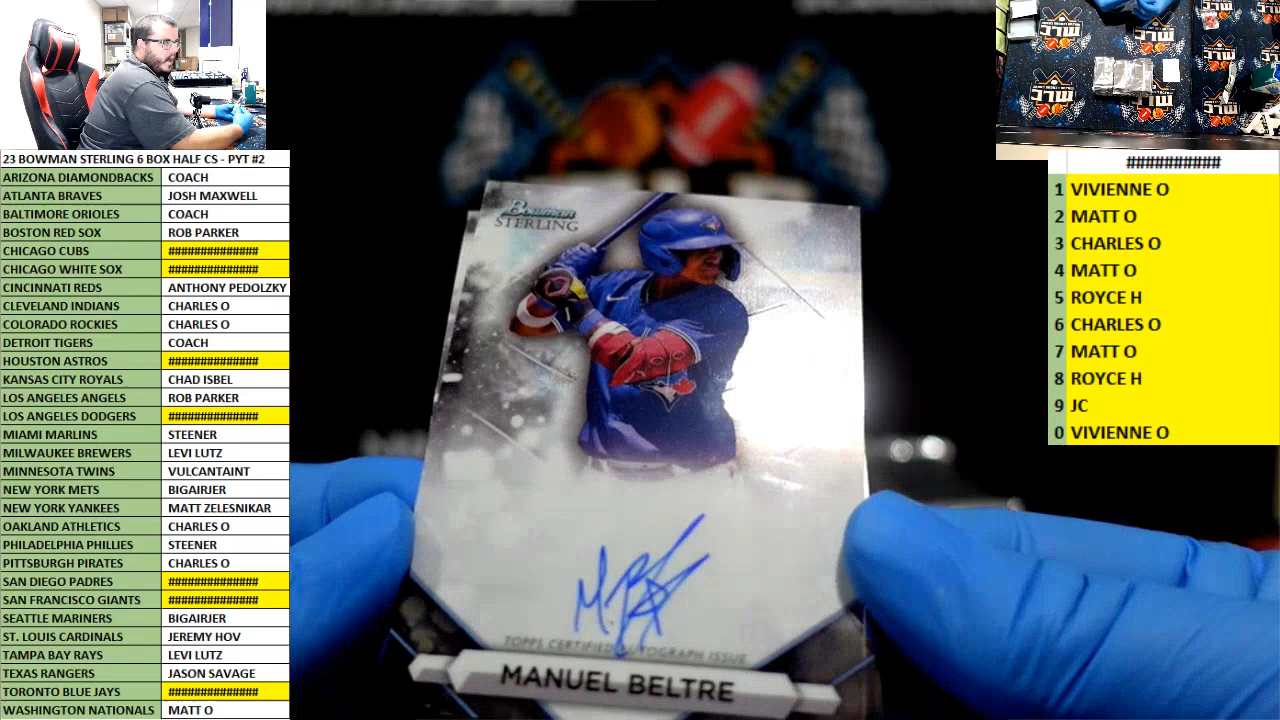 23 BOWMAN STERLING 6 BOX HALF CS - PYT #2
ARIZONA DIAMONDBACKS COACH
ATLANTA BRAVES JOSH MAXWELL
BALTIMORE ORIOLES COACH
BOSTON RED SOX ROB PARKER
CHICAGO CUBS ##############
CHICAGO WHITE SOX ##############
CINCINNATI REDS ANTHONY PEDOLZKY
CLEVELAND INDIANS CHARLES O
COLORADO ROCKIES CHARLES O
DETROIT TIGERS COACH
HOUSTON ASTROS ##############
KANSAS CITY ROYALS CHAD ISBEL
LOS ANGELES ANGELS ROB PARKER
LOS ANGELES DODGERS ##############
MIAMI MARLINS STEENER
MILWAUKEE BREWERS LEVI LUTZ
MINNESOTA TWINS VULCANTAINT
NEW YORK METS BIGAIRJER
NEW YORK YANKEES MATT ZELESNIKAR
OAKLAND ATHLETICS CHARLES O
PHILADELPHIA PHILLIES STEENER
PITTSBURGH PIRATES CHARLES O
SAN DIEGO PADRES ##############
SAN FRANCISCO GIANTS ##############
SEATTLE MARINERS BIGAIRJER
ST. LOUIS CARDINALS JEREMY HOV
TAMPA BAY RAYS LEVI LUTZ
TEXAS RANGERS JASON SAVAGE
TORONTO BLUE JAYS ##############
WASHINGTON NATIONALS MATT O
Bowman
STERLING
TOPPS CERTIFIED AUTOGRAPH ISSUE
MANUEL BELTRE
##########
1 VIVIENNE O
2 MATT O
3 CHARLES O
4 MATT O
5 ROYCE H
6 CHARLES O
7 MATT O
8 ROYCE H
9 JC
0 VIVIENNE O